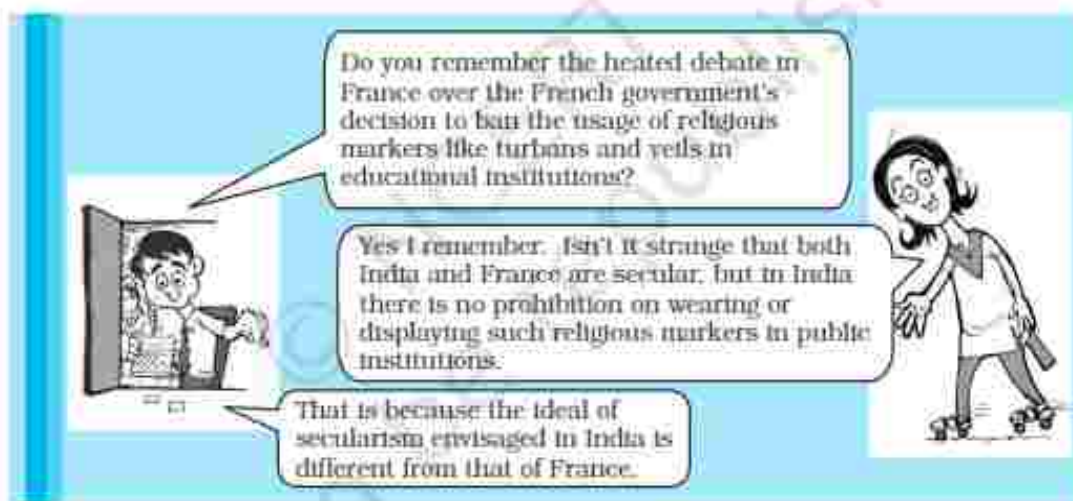 Do you remember the heated debate in
France over the French government's
decision to ban the usage of religious
markers like turbans and veils in
educational institutions?
Yes I remember. Isn't it strange that both
India and France are secular, but in India
there is no prohibition on wearing or
displaying such religious markers in public
institutions.
That is because the ideal of
secularism envisaged in India is
different from that of France.